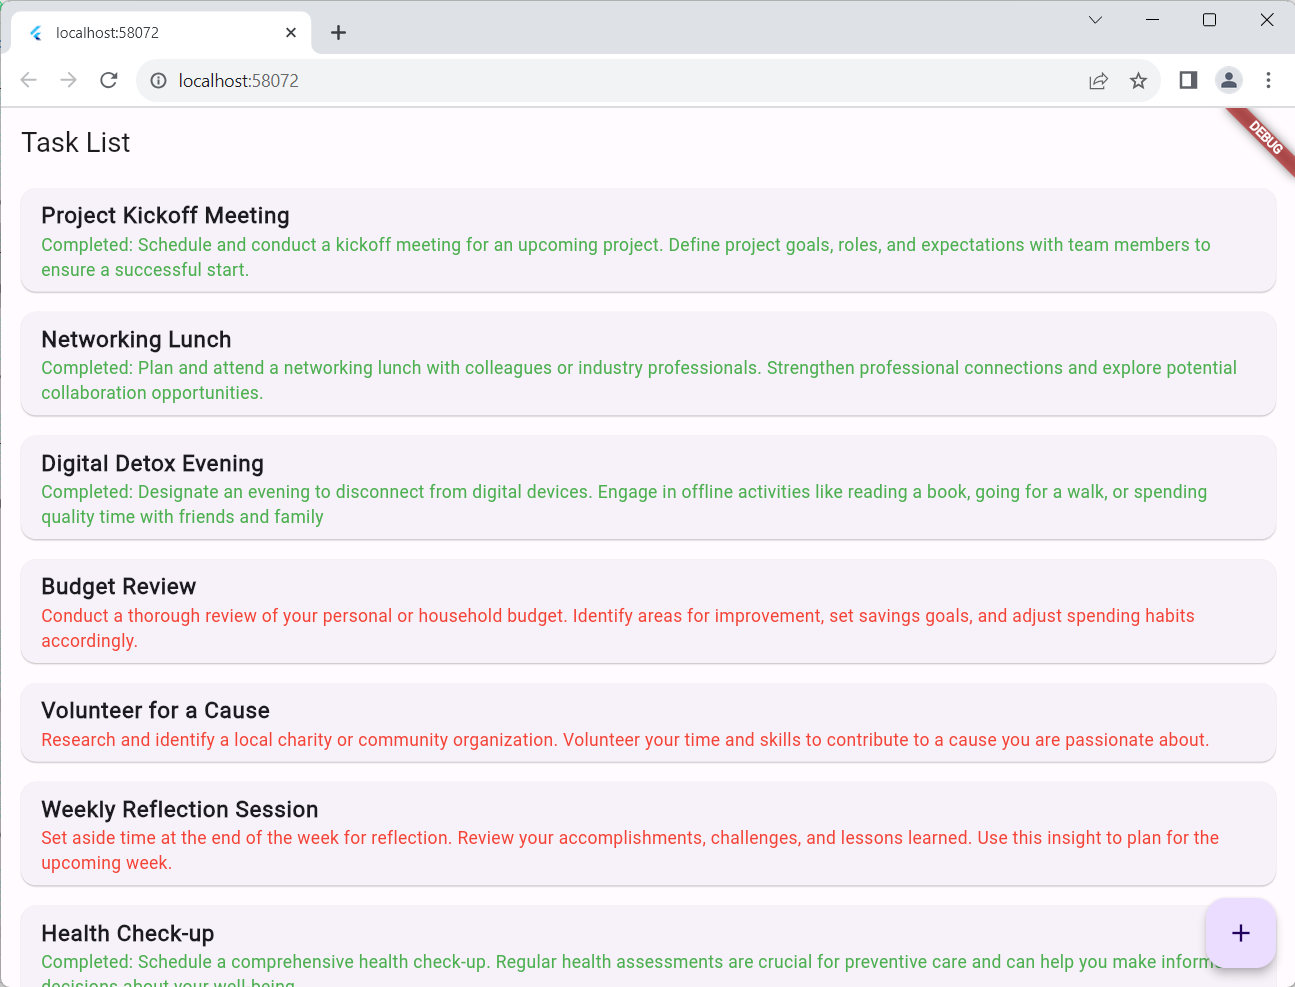 localhost:58072
localhost:58072
Task List
DEBUG
Project Kickoff Meeting
Completed: Schedule and conduct a kickoff meeting for an upcoming project. Define project goals, roles, and expectations with team members to
ensure a successful start.
Networking Lunch
Completed: Plan and attend a networking lunch with colleagues or industry professionals. Strengthen professional connections and explore potential
collaboration opportunities.
Digital Detox Evening
Completed: Designate an evening to disconnect from digital devices. Engage in offline activities like reading a book, going for a walk, or spending
quality time with friends and family
Budget Review
Conduct a thorough review of your personal or household budget. Identify areas for improvement, set savings goals, and adjust spending habits
accordingly.
Volunteer for a Cause
Research and identify a local charity or community organization. Volunteer your time and skills to contribute to a cause you are passionate about.
Weekly Reflection Session
Set aside time at the end of the week for reflection. Review your accomplishments, challenges, and lessons learned. Use this insight to plan for the
upcoming week.
Health Check-up
Completed: Schedule a comprehensive health check-up. Regular health assessments are crucial for preventive care and can help you make inform
decisions about your well-being.